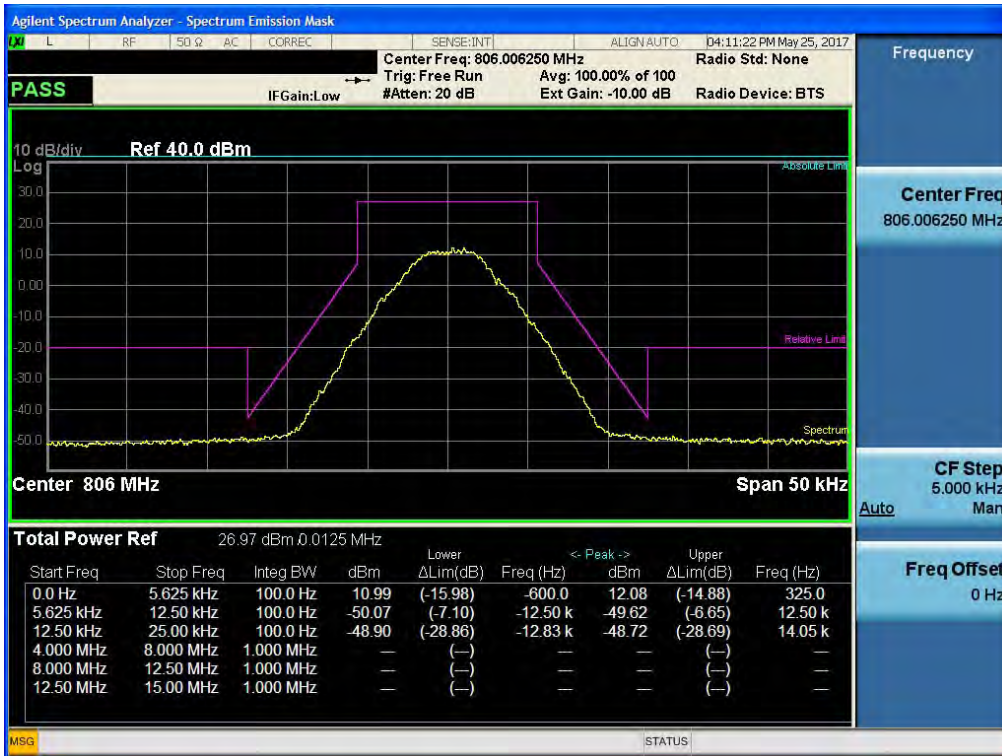 Agilent Spectrum Analyzer - Spectrum Emission Mask
LXI L RF 50 Ω AC CORREC SENSE:INT ALIGN AUTO 04:11:22 PM May 25, 2017
Frequency
Center Freq: 806.006250 MHz Radio Std: None
Trig: Free Run Avg: 100.00% of 100
PASS IFGain:Low #Atten: 20 dB Ext Gain: -10.00 dB Radio Device: BTS
10 dB/div Ref 40.0 dBm
Log
Absolute Limit
30.0
20.0
10.0
0.00
-10.0
-20.0
Relative Limit
-30.0
-40.0
-50.0
Spectrum
Center 806 MHz Span 50 kHz
Center Freq
806.006250 MHz
CF Step
5.000 kHz
Auto Man
Freq Offset
0 Hz
Total Power Ref 26.97 dBm / 0.0125 MHz
Lower <- Peak -> Upper
Start Freq Stop Freq Integ BW dBm ΔLim(dB) Freq (Hz) dBm ΔLim(dB) Freq (Hz)
0.0 Hz 5.625 kHz 100.0 Hz 10.99 (-15.98) -600.0 12.08 (-14.88) 325.0
5.625 kHz 12.50 kHz 100.0 Hz -50.07 (-7.10) -12.50 k -49.62 (-6.65) 12.50 k
12.50 kHz 25.00 kHz 100.0 Hz -48.90 (-28.86) -12.83 k -48.72 (-28.69) 14.05 k
4.000 MHz 8.000 MHz 1.000 MHz — (—) — — (—) —
8.000 MHz 12.50 MHz 1.000 MHz — (—) — — (—) —
12.50 MHz 15.00 MHz 1.000 MHz — (—) — — (—) —
MSG STATUS